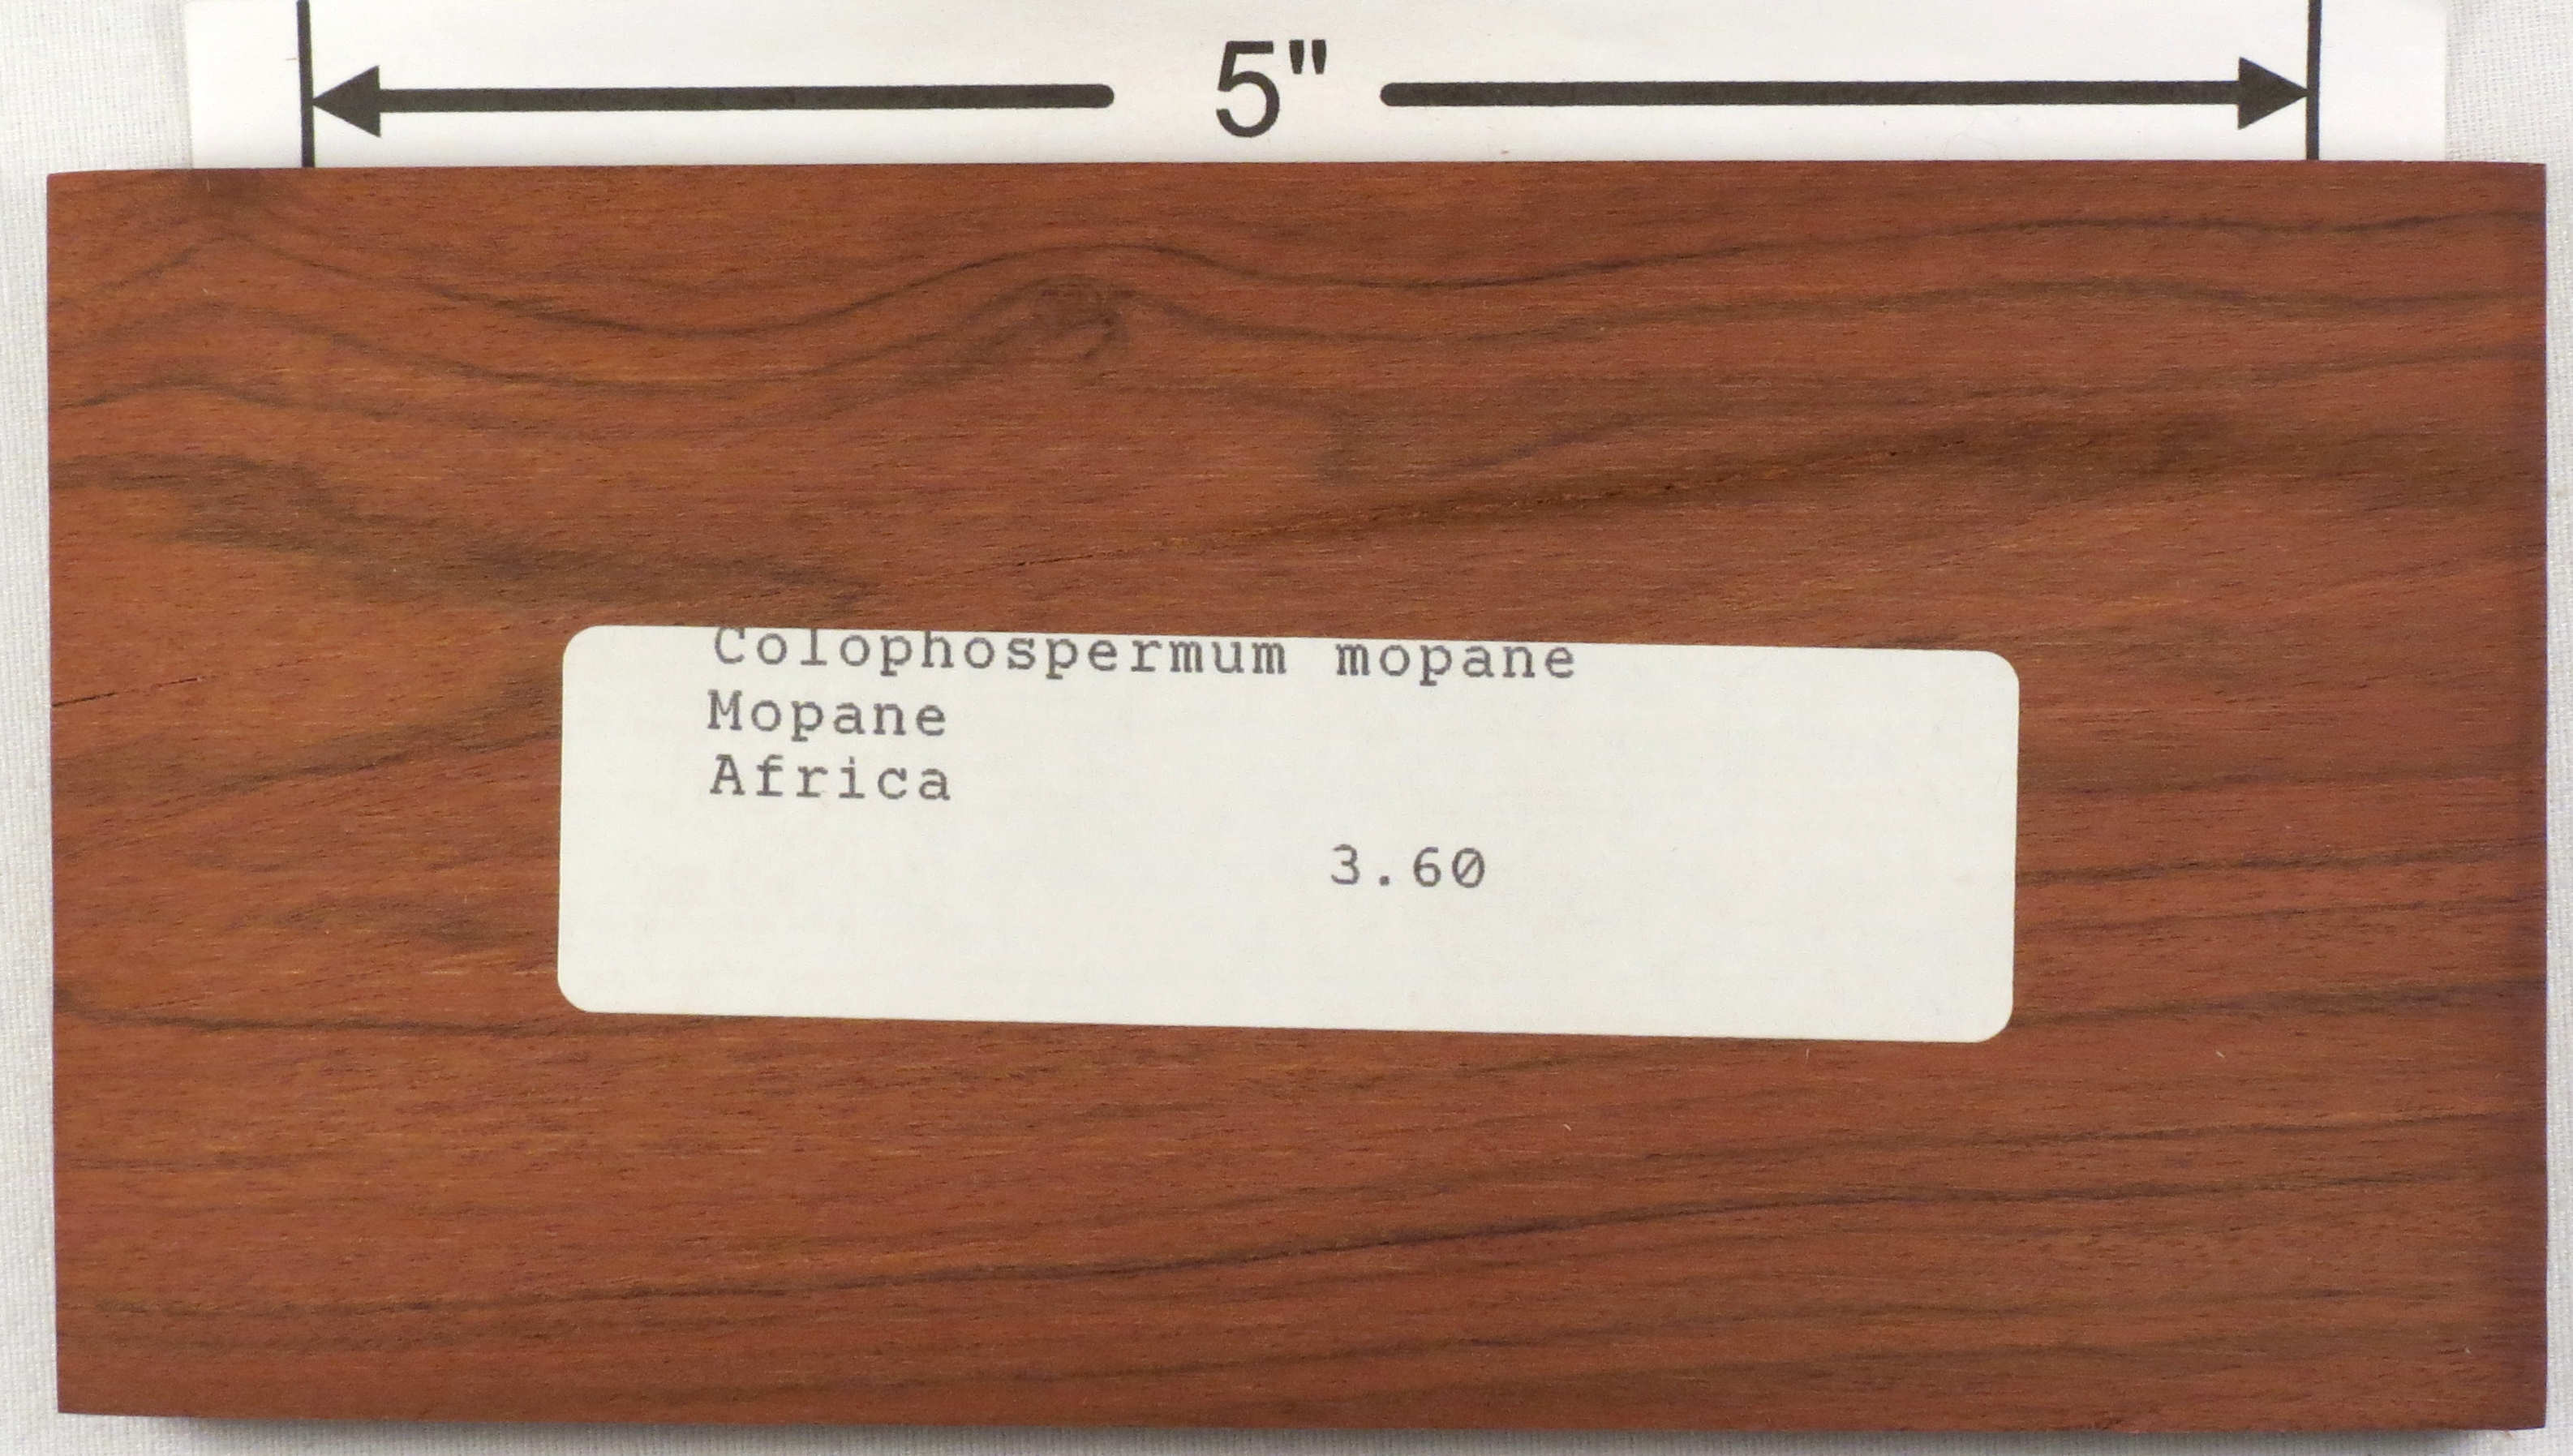 5"
Colophospermum mopane
Mopane
Africa
3.60